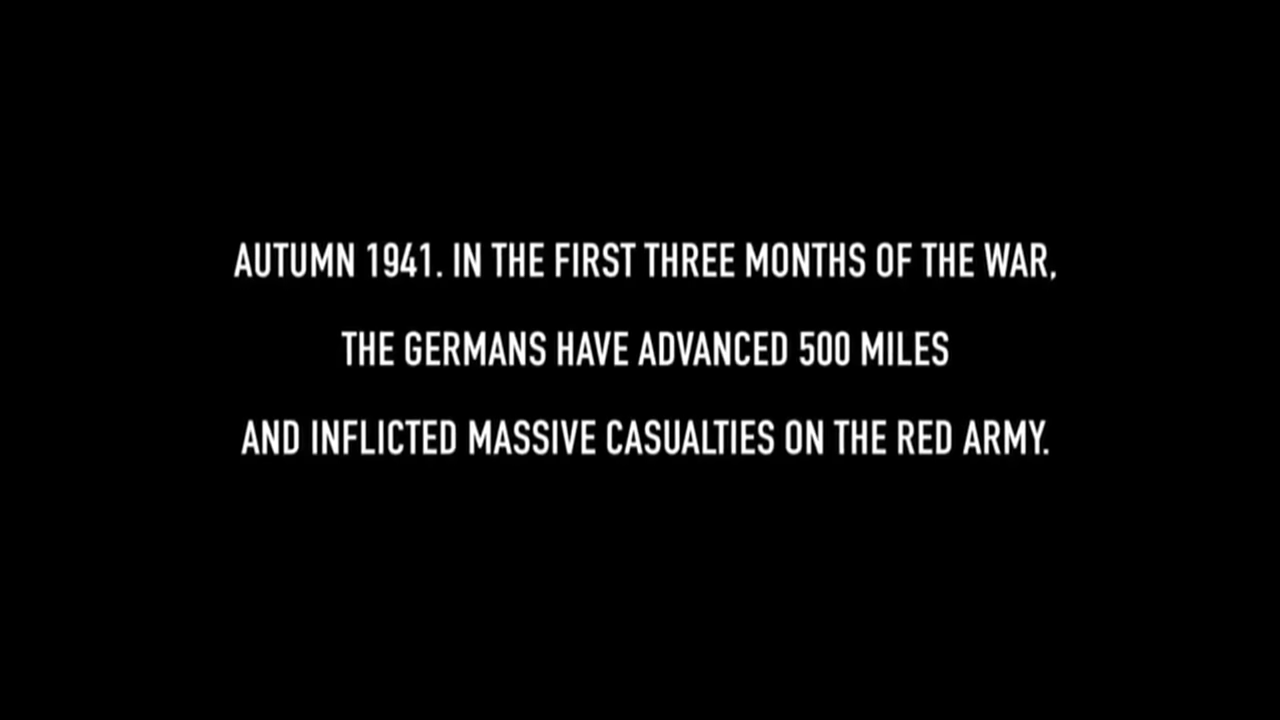 AUTUMN 1941. IN THE FIRST THREE MONTHS OF THE WAR,
THE GERMANS HAVE ADVANCED 500 MILES
AND INFLICTED MASSIVE CASUALTIES ON THE RED ARMY.